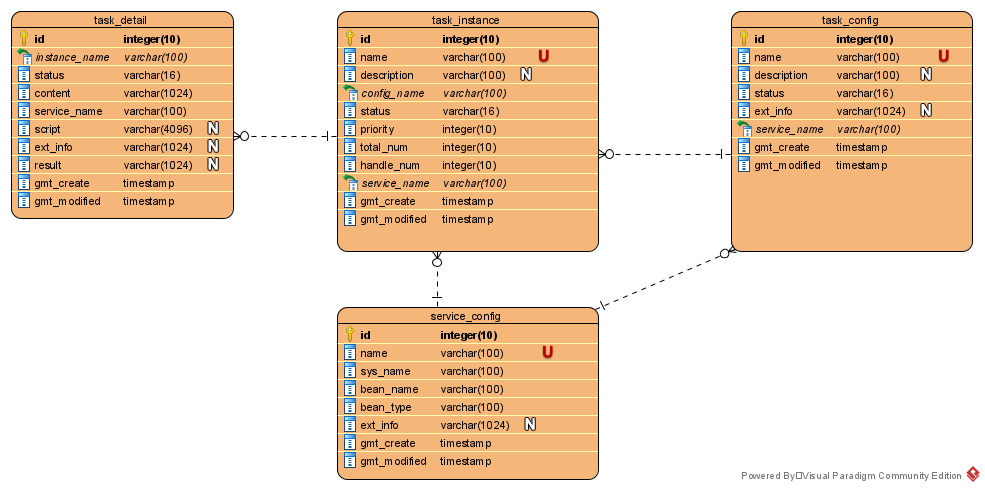 task_detail
id integer(10)
instance_name varchar(100)
status varchar(16)
content varchar(1024)
service_name varchar(100)
script varchar(4096) N
ext_info varchar(1024) N
result varchar(1024) N
gmt_create timestamp
gmt_modified timestamp
task_instance
id integer(10)
name varchar(100) U
description varchar(100) N
config_name varchar(100)
status varchar(16)
priority integer(10)
total_num integer(10)
handle_num integer(10)
service_name varchar(100)
gmt_create timestamp
gmt_modified timestamp
task_config
id integer(10)
name varchar(100) U
description varchar(100) N
status varchar(16)
ext_info varchar(1024) N
service_name varchar(100)
gmt_create timestamp
gmt_modified timestamp
service_config
id integer(10)
name varchar(100) U
sys_name varchar(100)
bean_name varchar(100)
bean_type varchar(100)
ext_info varchar(1024) N
gmt_create timestamp
gmt_modified timestamp
Powered By□Visual Paradigm Community Edition